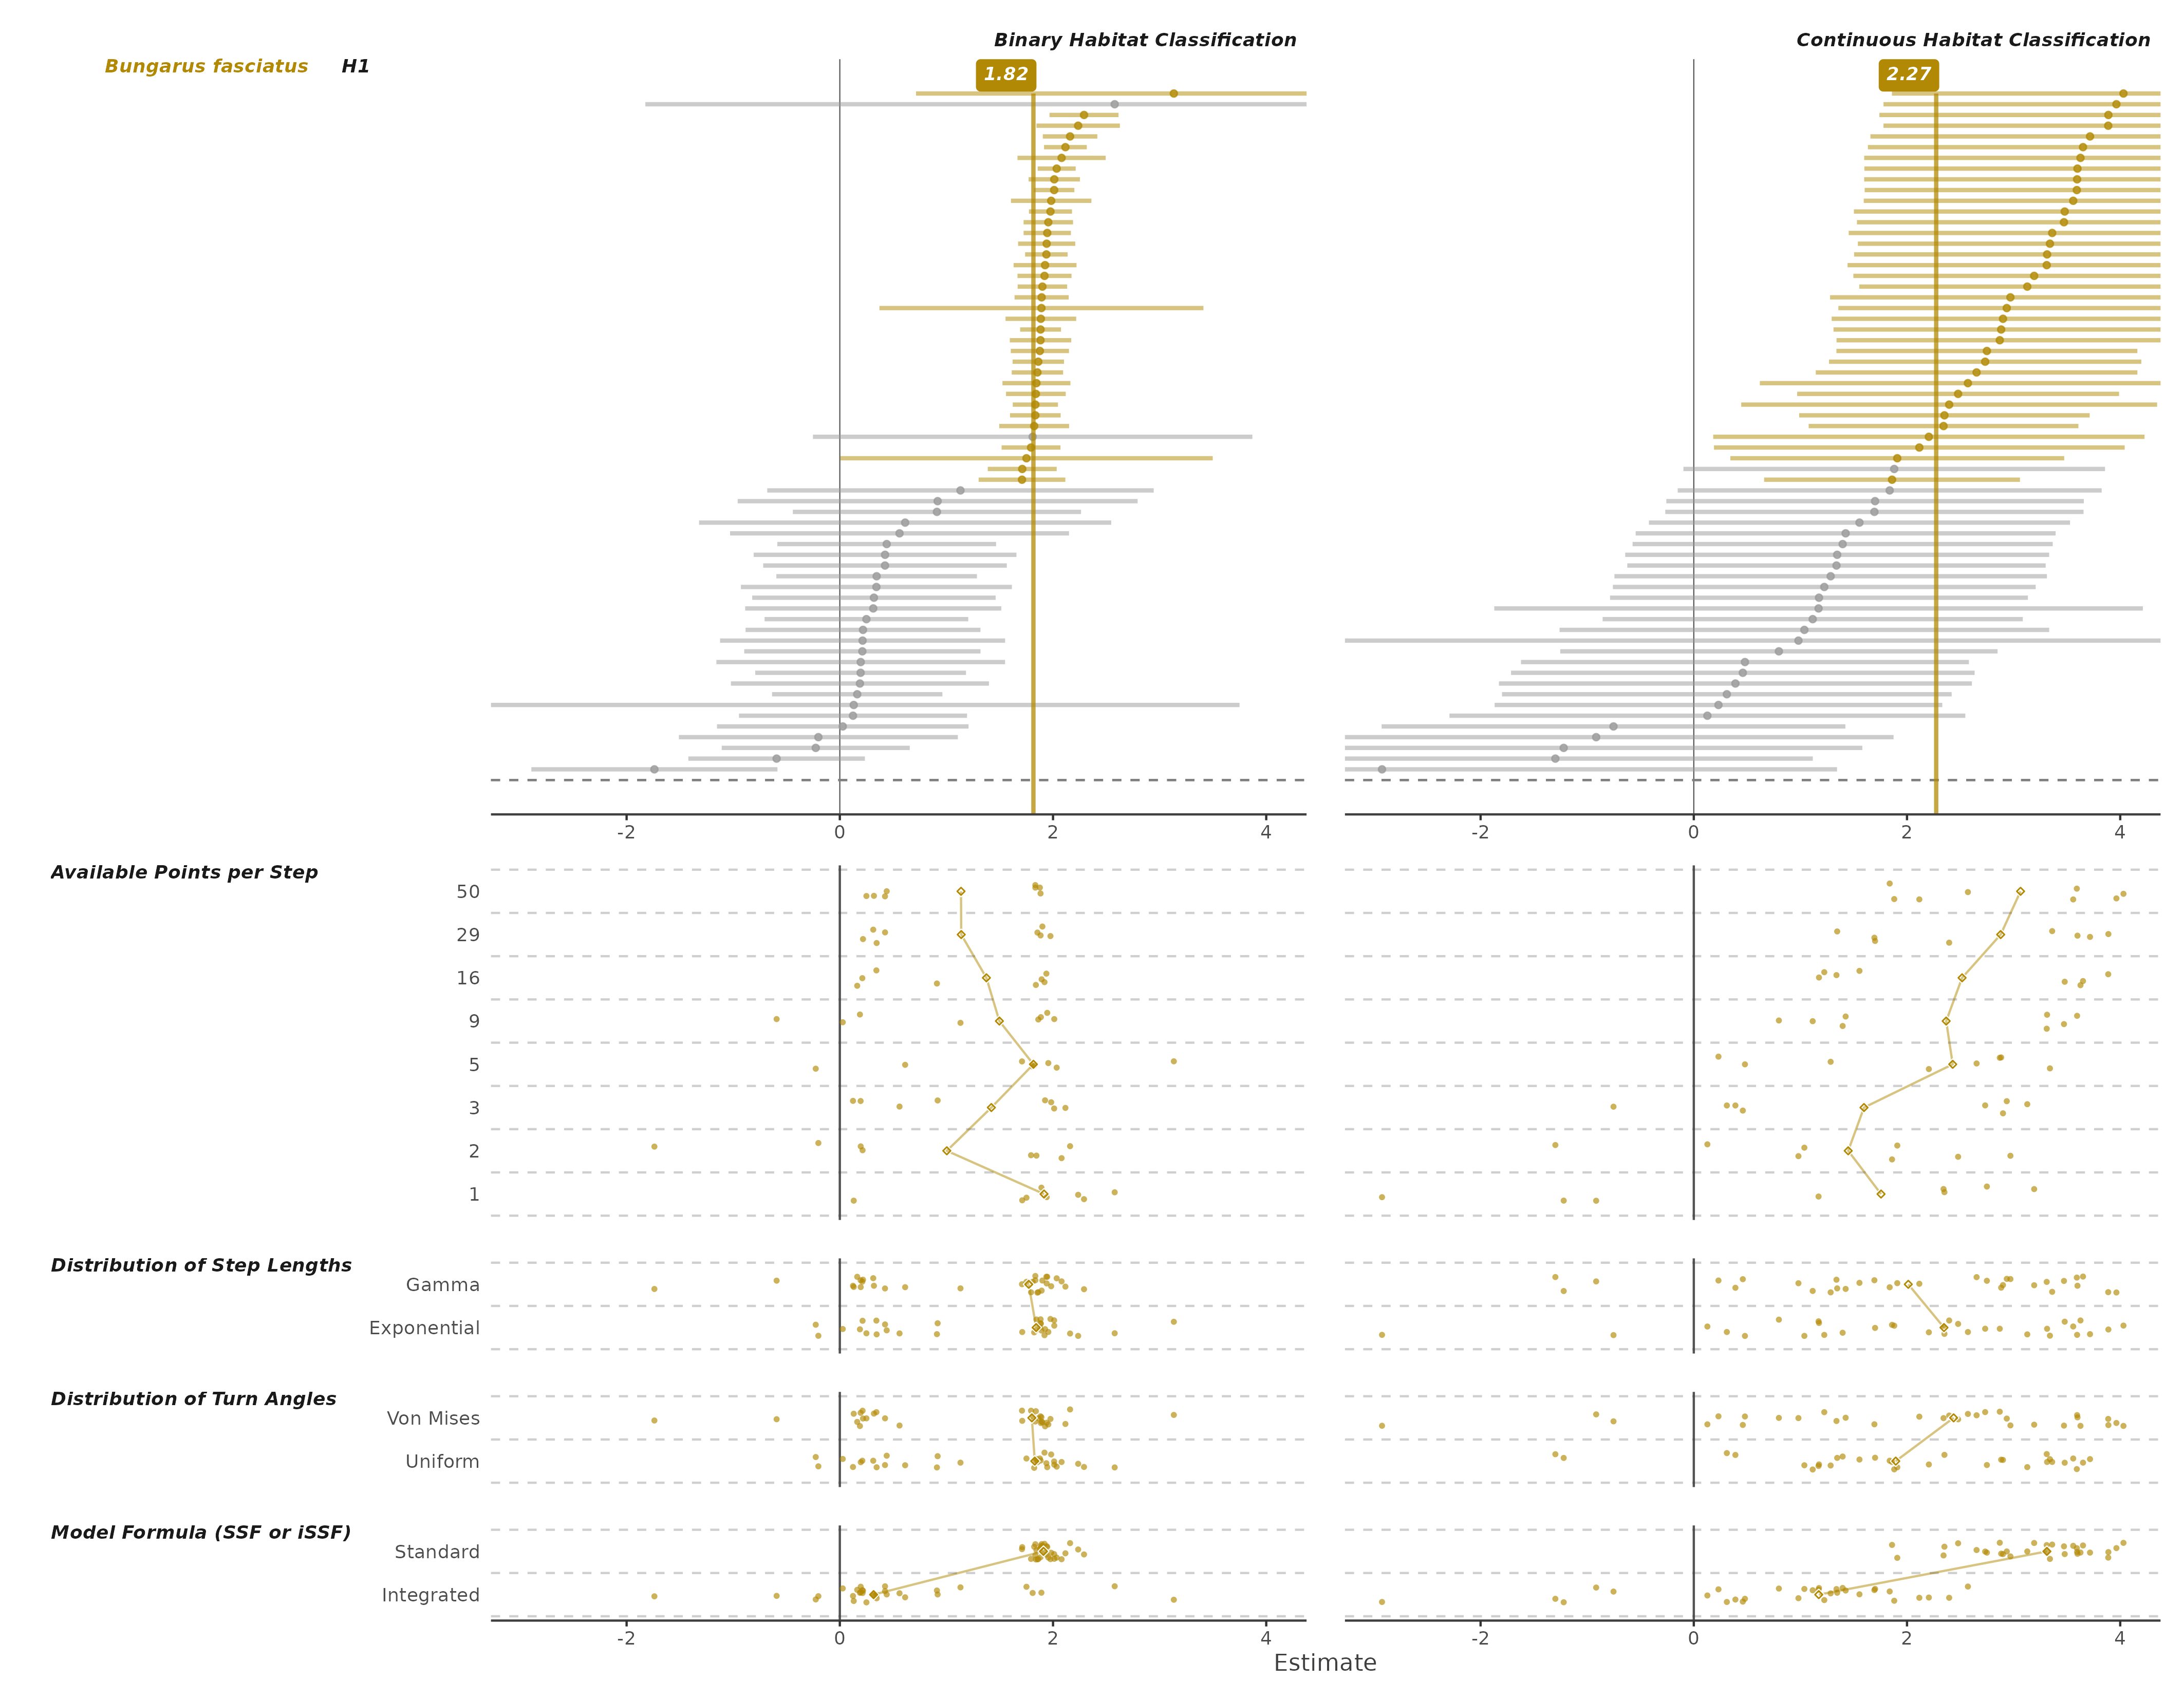 Binary Habitat Classification
Continuous Habitat Classification
Bungarus fasciatus H1
1.82
2.27
-2 0 2 4
-2 0 2 4
Available Points per Step
50
29
16
9
5
3
2
1
Distribution of Step Lengths
Gamma
Exponential
Distribution of Turn Angles
Von Mises
Uniform
Model Formula (SSF or iSSF)
Standard
Integrated
-2 0 2 4
-2 0 2 4
Estimate